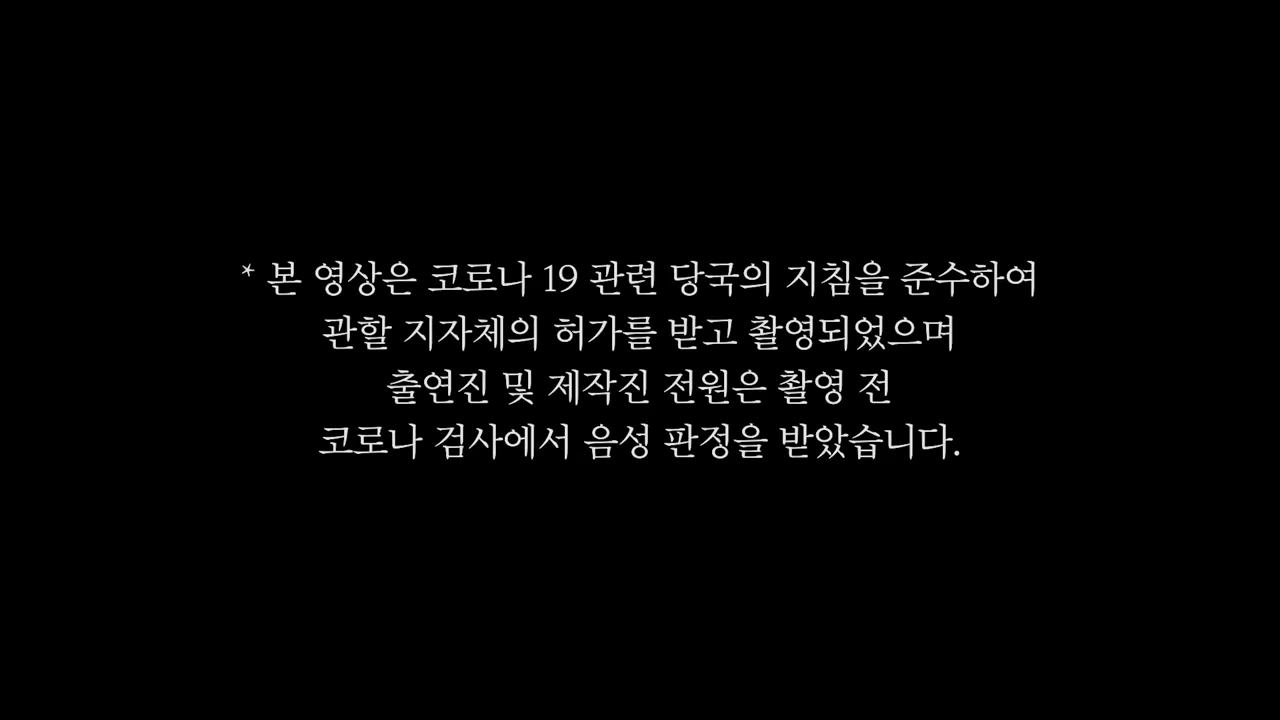 * 본 영상은 코로나 19 관련 당국의 지침을 준수하여
관할 지자체의 허가를 받고 촬영되었으며
출연진 및 제작진 전원은 촬영 전
코로나 검사에서 음성 판정을 받았습니다.